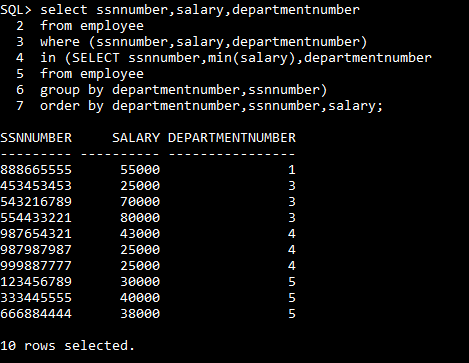 SQL> select ssnnumber,salary,departmentnumber
2 from employee
3 where (ssnnumber,salary,departmentnumber)
4 in (SELECT ssnnumber,min(salary),departmentnumber
5 from employee
6 group by departmentnumber,ssnnumber)
7 order by departmentnumber,ssnnumber,salary;
SSNNUMBER SALARY DEPARTMENTNUMBER
--------- ---------- ----------------
888665555 55000 1
453453453 25000 3
543216789 70000 3
554433221 80000 3
987654321 43000 4
987987987 25000 4
999887777 25000 4
123456789 30000 5
333445555 40000 5
666884444 38000 5
10 rows selected.